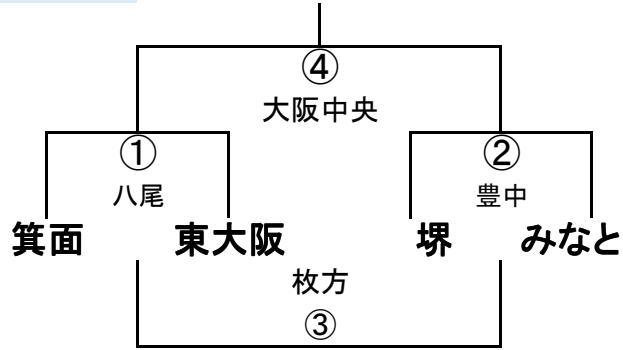 ④
大阪中央
① ②
八尾 豊中
箕面 東大阪 堺 みなと
枚方
③